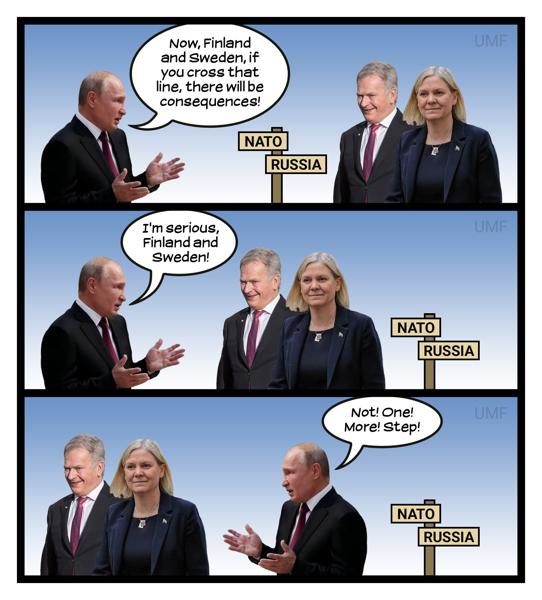 UMF
Now, Finland
and Sweden, if
you cross that
line, there will be
consequences!
NATO
RUSSIA
UMF
I'm serious,
Finland and
Sweden!
NATO
RUSSIA
UMF
Not! One!
More! Step!
NATO
RUSSIA